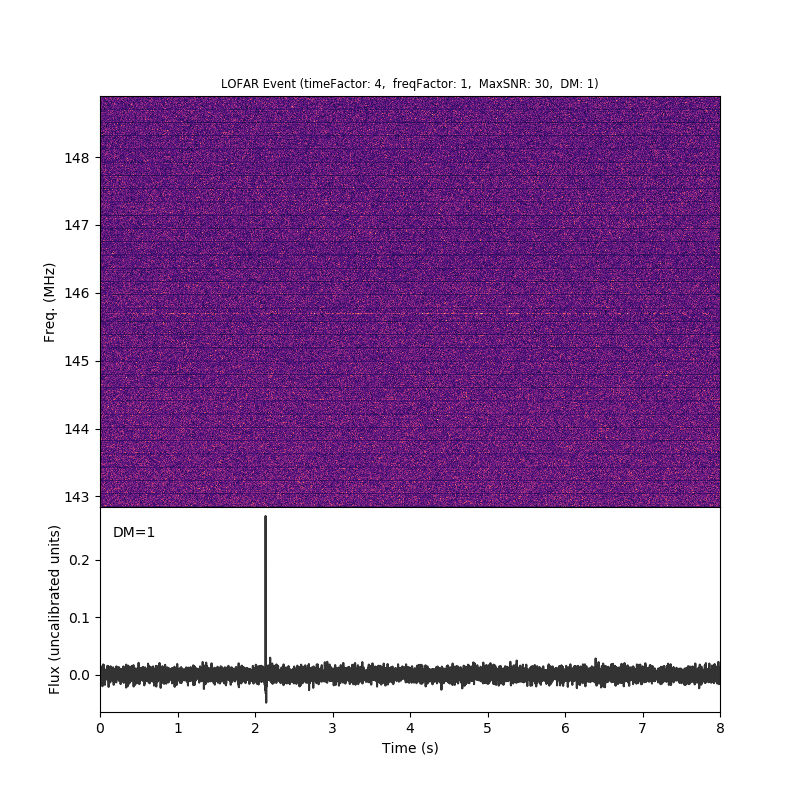 LOFAR Event (timeFactor: 4,  freqFactor: 1,  MaxSNR: 30,  DM: 1)
148
147
146
145
144
143
Freq. (MHz)
DM=1
0.2
0.1
0.0
Flux (uncalibrated units)
0 1 2 3 4 5 6 7 8
Time (s)